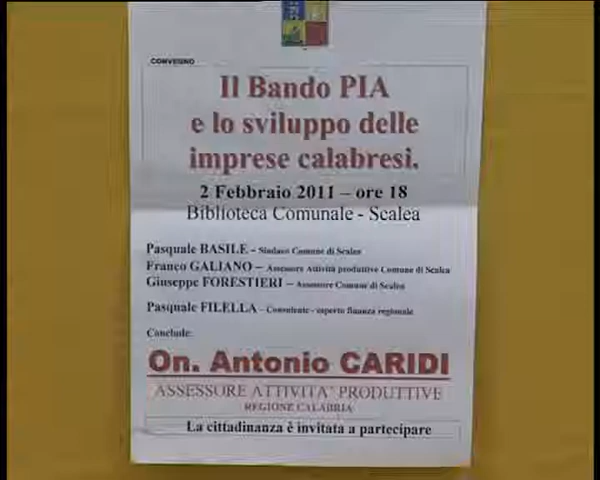 CONVEGNO
Il Bando PIA
e lo sviluppo delle
imprese calabresi.
2 Febbraio 2011 – ore 18
Biblioteca Comunale - Scalea
Pasquale BASILE – Sindaco Comune di Scalea
Franco GALIANO – Assessore Attività produttive Comune di Scalea
Giuseppe FORESTIERI – Assessore Comune di Scalea
Pasquale FILELLA – Consulente - esperto finanza regionale
Conclude:
On. Antonio CARIDI
ASSESSORE ATTIVITA' PRODUTTIVE
REGIONE CALABRIA
La cittadinanza è invitata a partecipare